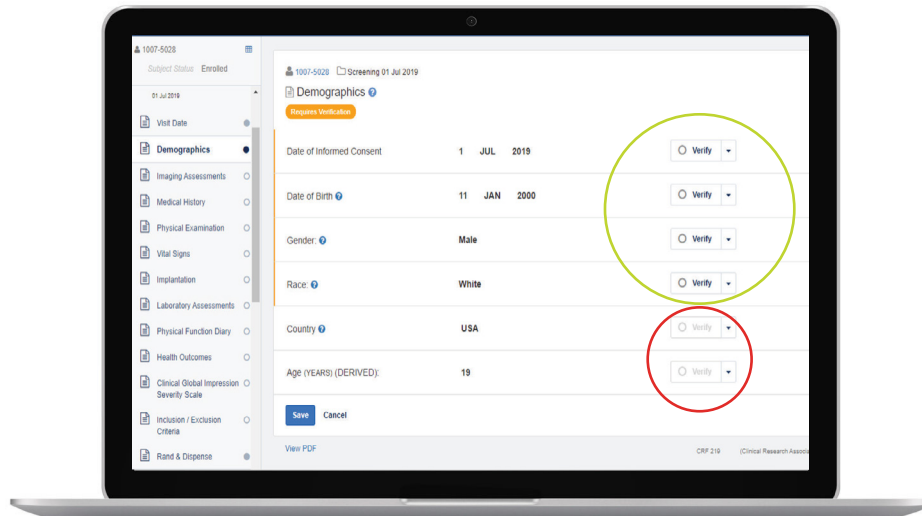 1007-5028
Subject Status Enrolled
01 Jul 2019
Visit Date
Demographics
Imaging Assessments
Medical History
Physical Examination
Vital Signs
Implantation
Laboratory Assessments
Physical Function Diary
Health Outcomes
Clinical Global Impression
Severity Scale
Inclusion / Exclusion
Criteria
Rand & Dispense
1007-5028 Screening 01 Jul 2019
Demographics
Requires Verification
Date of Informed Consent 1 JUL 2019 Verify
Date of Birth 11 JAN 2000 Verify
Gender: Male Verify
Race: White Verify
Country USA Verify
Age (YEARS) (DERIVED): 19 Verify
Save Cancel
View PDF
CRF 219 (Clinical Research